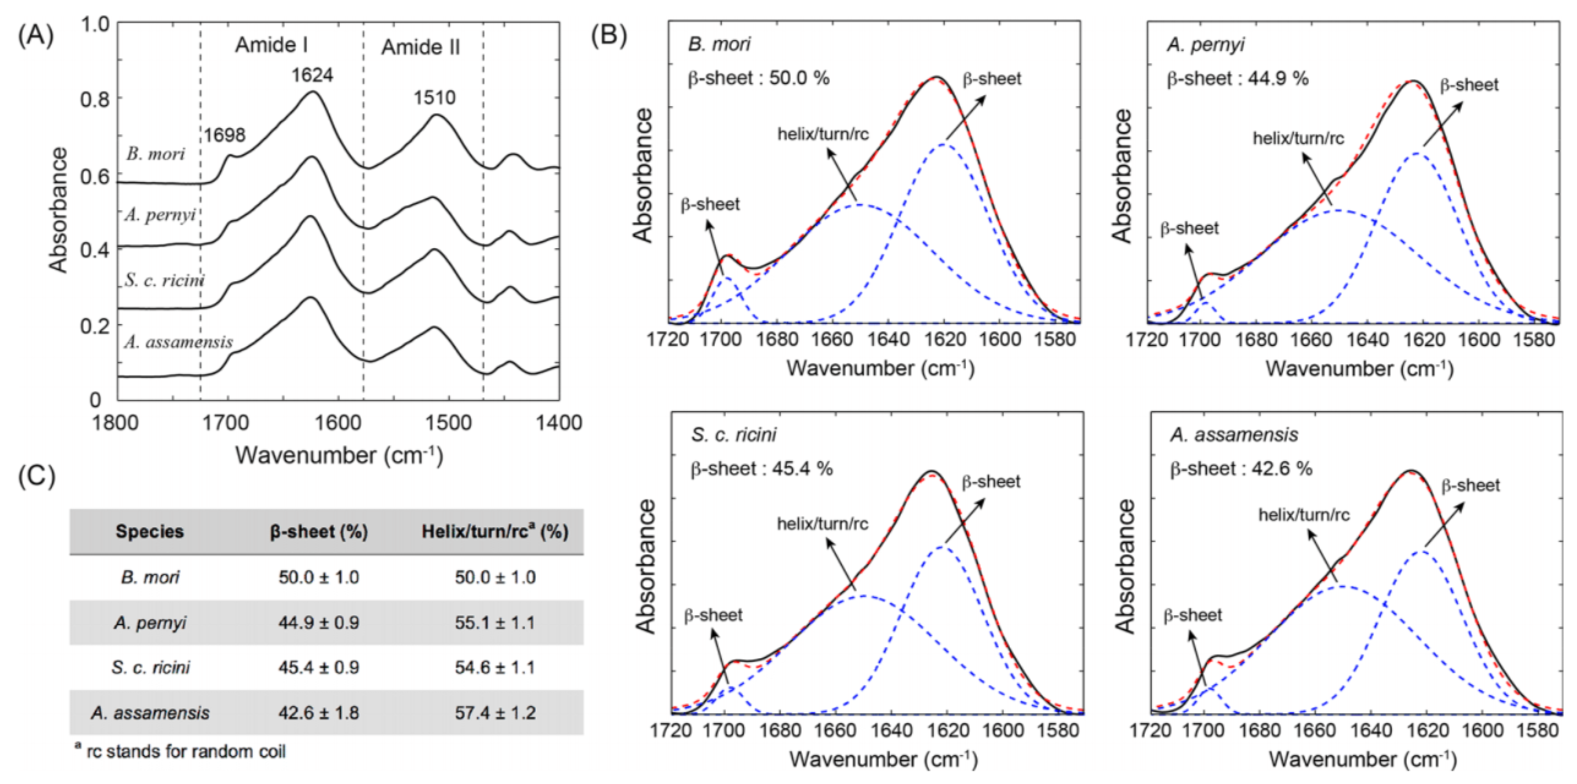 (A)
1.0
0.8
0.6
0.4
0.2
0
Absorbance
Amide I
Amide II
1624
1510
1698
B. mori
A. pernyi
S. c. ricini
A. assamensis
1800 1700 1600 1500 1400
Wavenumber (cm-1)
(B)
B. mori
β-sheet : 50.0 %
β-sheet
helix/turn/rc
β-sheet
Absorbance
1720 1700 1680 1660 1640 1620 1600 1580
Wavenumber (cm-1)
A. pernyi
β-sheet : 44.9 %
β-sheet
helix/turn/rc
β-sheet
Absorbance
1720 1700 1680 1660 1640 1620 1600 1580
Wavenumber (cm-1)
S. c. ricini
β-sheet : 45.4 %
β-sheet
helix/turn/rc
β-sheet
Absorbance
1720 1700 1680 1660 1640 1620 1600 1580
Wavenumber (cm-1)
A. assamensis
β-sheet : 42.6 %
β-sheet
helix/turn/rc
β-sheet
Absorbance
1720 1700 1680 1660 1640 1620 1600 1580
Wavenumber (cm-1)
(C)
Species β-sheet (%) Helix/turn/rca (%)
B. mori 50.0 ± 1.0 50.0 ± 1.0
A. pernyi 44.9 ± 0.9 55.1 ± 1.1
S. c. ricini 45.4 ± 0.9 54.6 ± 1.1
A. assamensis 42.6 ± 1.8 57.4 ± 1.2
a rc stands for random coil